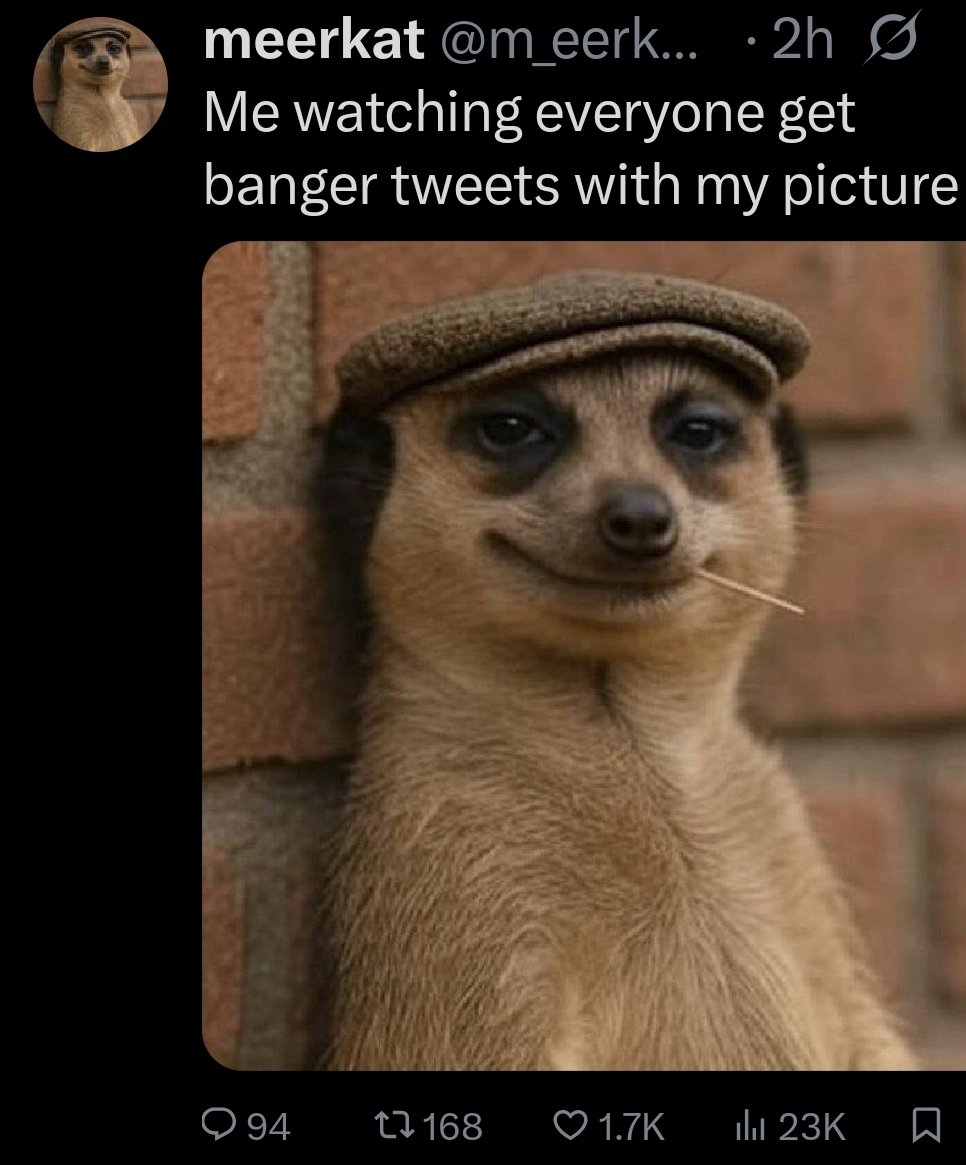 meerkat @m_eerk... · 2h
Me watching everyone get
banger tweets with my picture
94 168 1.7K 23K